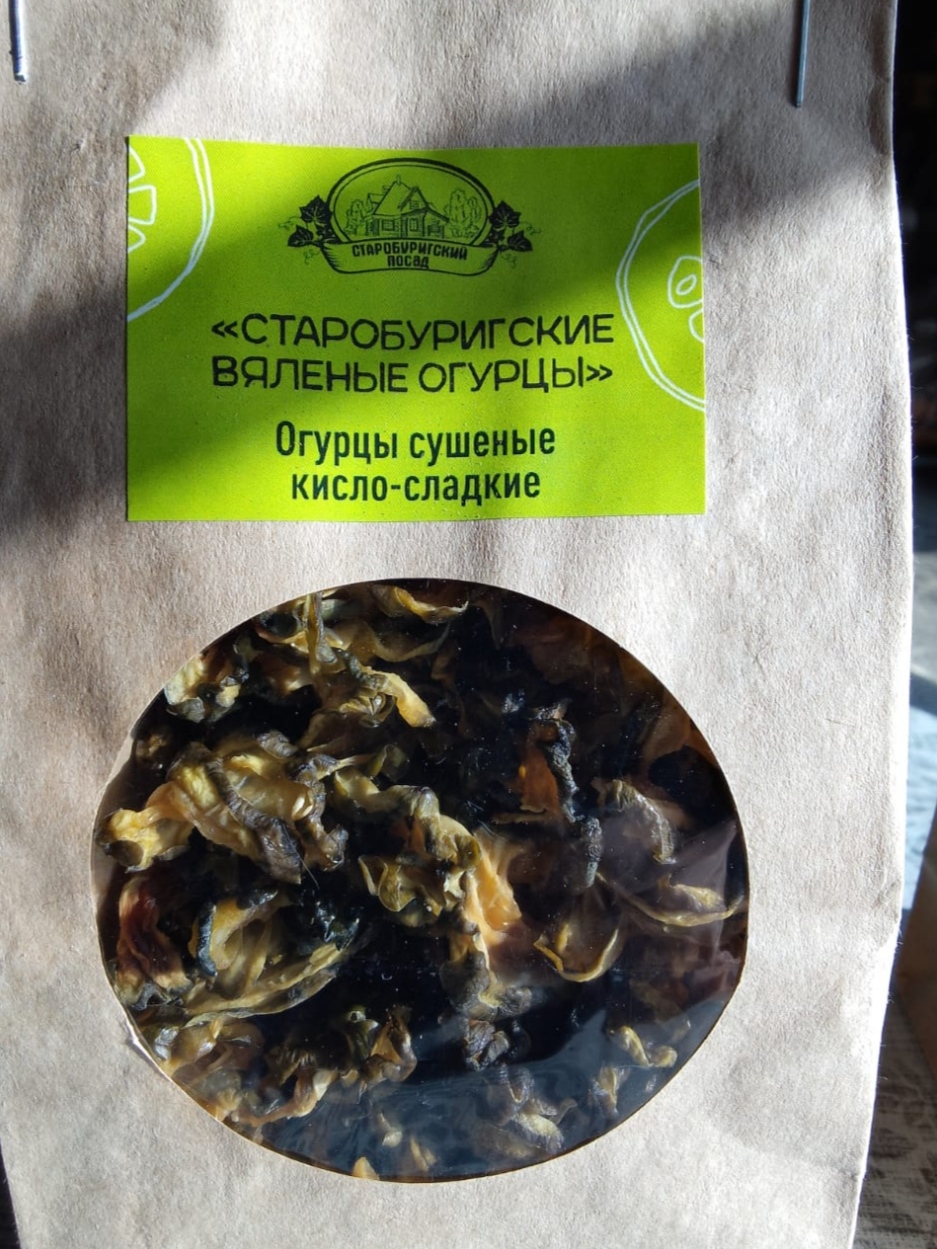 СТАРОБУРИГСКИЙ
ПОСАД
«СТАРОБУРИГСКИЕ
ВЯЛЕНЫЕ ОГУРЦЫ»
Огурцы сушеные
кисло-сладкие